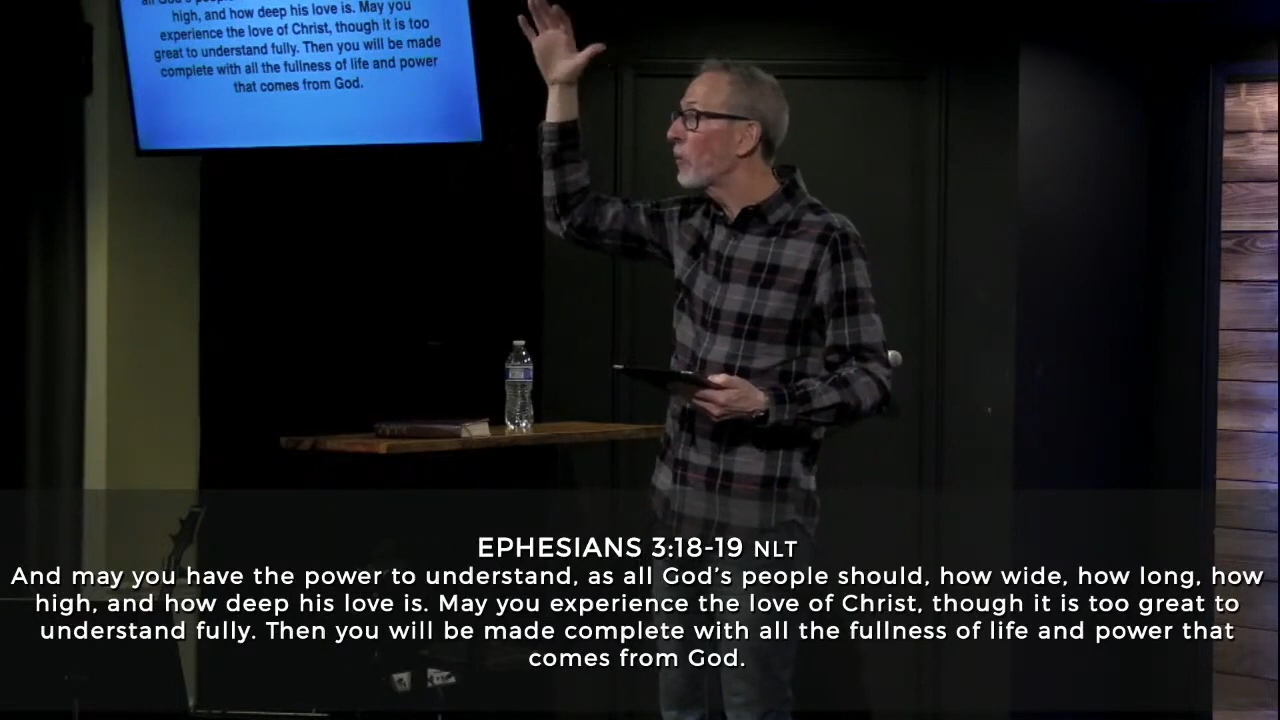 all God's people
high, and how deep his love is. May you
experience the love of Christ, though it is too
great to understand fully. Then you will be made
complete with all the fullness of life and power
that comes from God.
EPHESIANS 3:18-19 NLT
And may you have the power to understand, as all God's people should, how wide, how long, how
high, and how deep his love is. May you experience the love of Christ, though it is too great to
understand fully. Then you will be made complete with all the fullness of life and power that
comes from God.